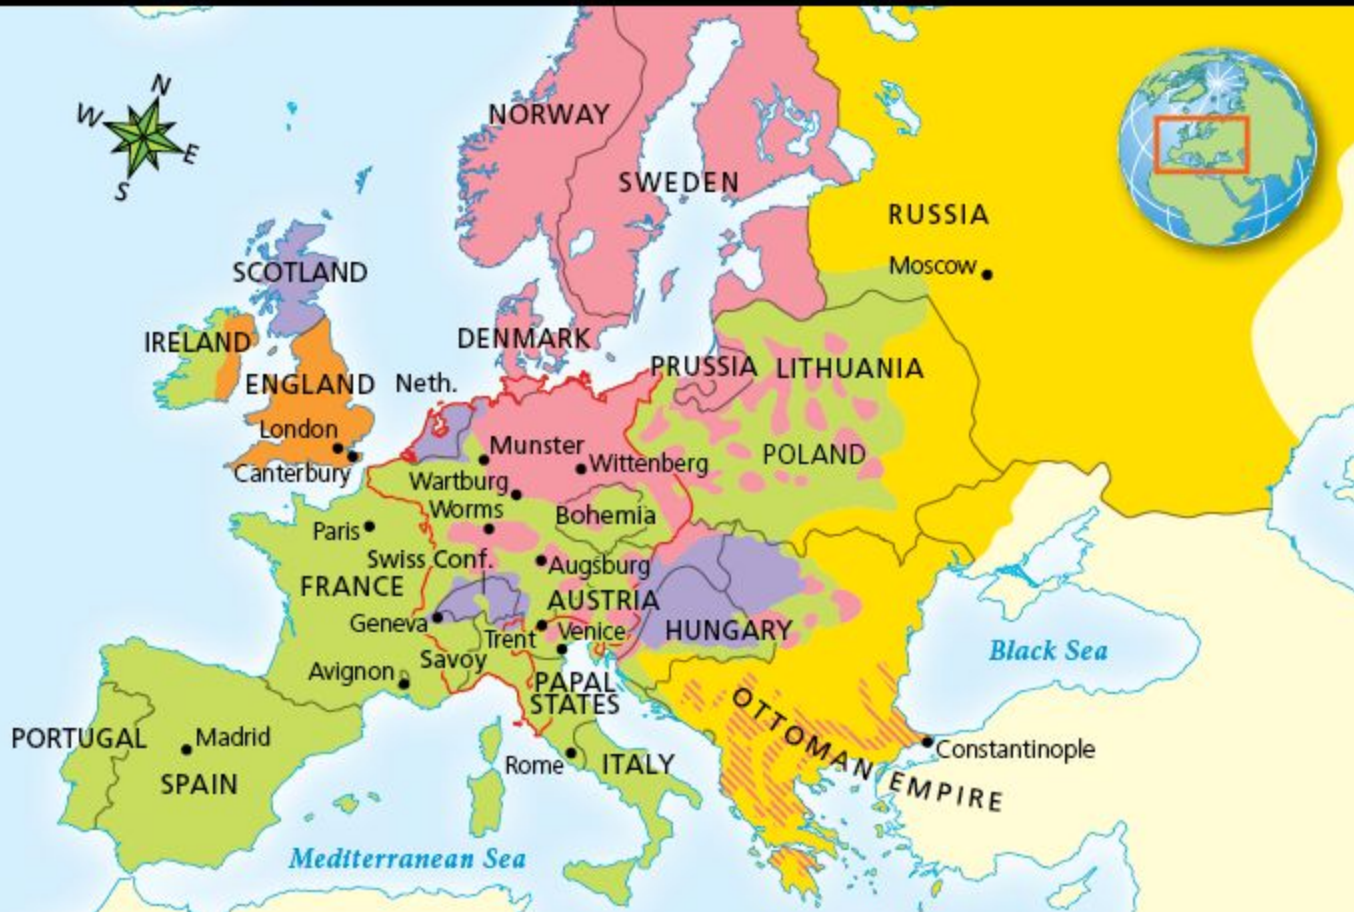 N
W
E
S
NORWAY
SWEDEN
RUSSIA
Moscow
SCOTLAND
IRELAND
DENMARK
ENGLAND
Neth.
PRUSSIA
LITHUANIA
London
Canterbury
Munster
Wittenberg
POLAND
Wartburg
Worms
Bohemia
Paris
Swiss Conf.
Augsburg
FRANCE
AUSTRIA
Geneva
Trent
Venice
HUNGARY
Black Sea
Avignon
Savoy
PAPAL
STATES
PORTUGAL
Madrid
SPAIN
Rome
ITALY
OTTOMAN EMPIRE
Constantinople
Mediterranean Sea